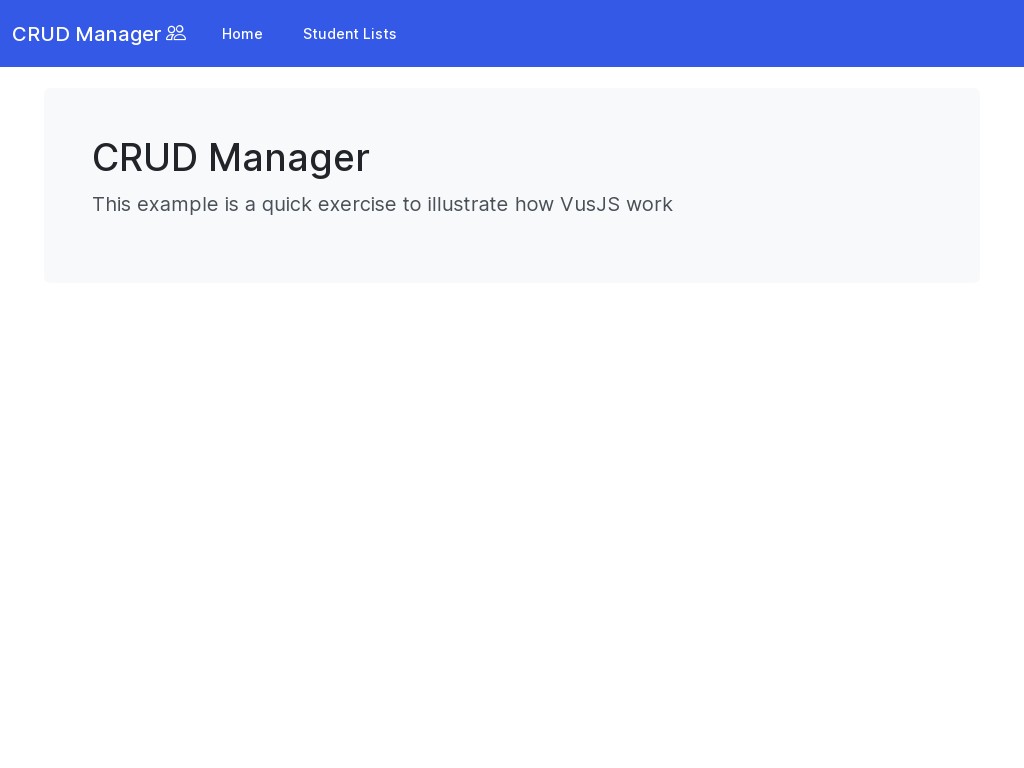 CRUD Manager
Home
Student Lists
CRUD Manager
This example is a quick exercise to illustrate how VusJS work